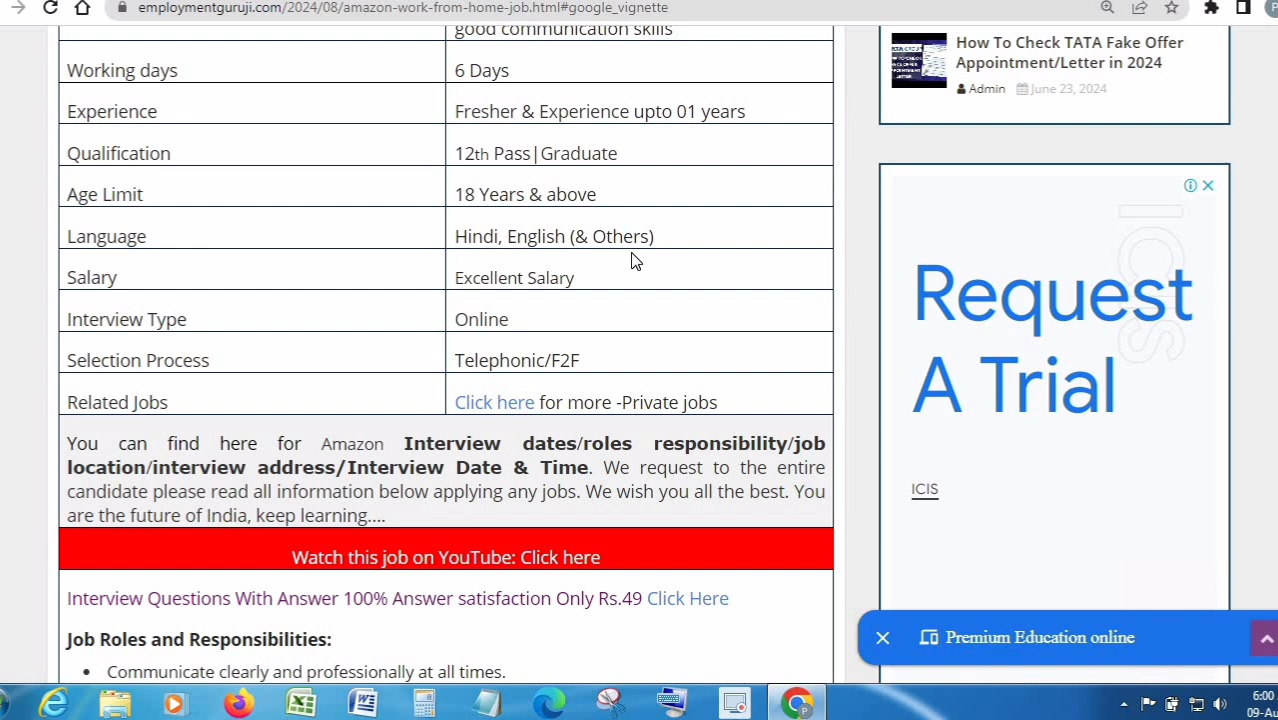 employmentguruji.com/2024/08/amazon-work-from-home-job.html#google_vignette
good communication skills
Working days 6 Days
Experience Fresher & Experience upto 01 years
Qualification 12th Pass|Graduate
Age Limit 18 Years & above
Language Hindi, English (& Others)
Salary Excellent Salary
Interview Type Online
Selection Process Telephonic/F2F
Related Jobs Click here for more -Private jobs
You can find here for Amazon Interview dates/roles responsibility/job
location/interview address/Interview Date & Time. We request to the entire
candidate please read all information below applying any jobs. We wish you all the best. You
are the future of India, keep learning....
Watch this job on YouTube: Click here
Interview Questions With Answer 100% Answer satisfaction Only Rs.49 Click Here
Job Roles and Responsibilities:
• Communicate clearly and professionally at all times.
How To Check TATA Fake Offer
Appointment/Letter in 2024
Admin June 23, 2024
ICIS
Request
A Trial
ICIS
Premium Education online
6:00
09-Au